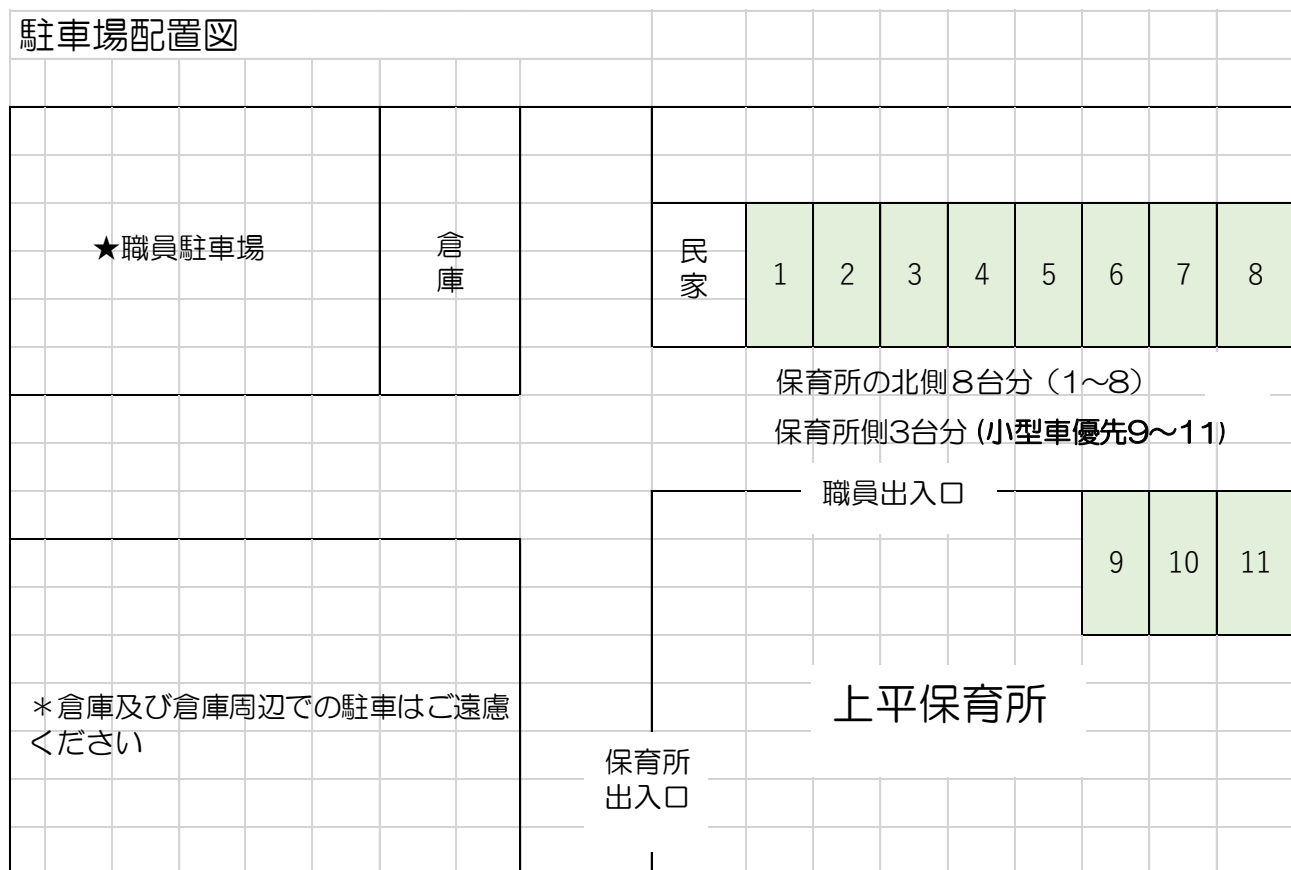 駐車場配置図
★職員駐車場
倉
庫
民
家
1 2 3 4 5 6 7 8
保育所の北側８台分（1～8）
保育所側3台分 (小型車優先9～11)
職員出入口
9 10 11
上平保育所
＊倉庫及び倉庫周辺での駐車はご遠慮
ください
保育所
出入口